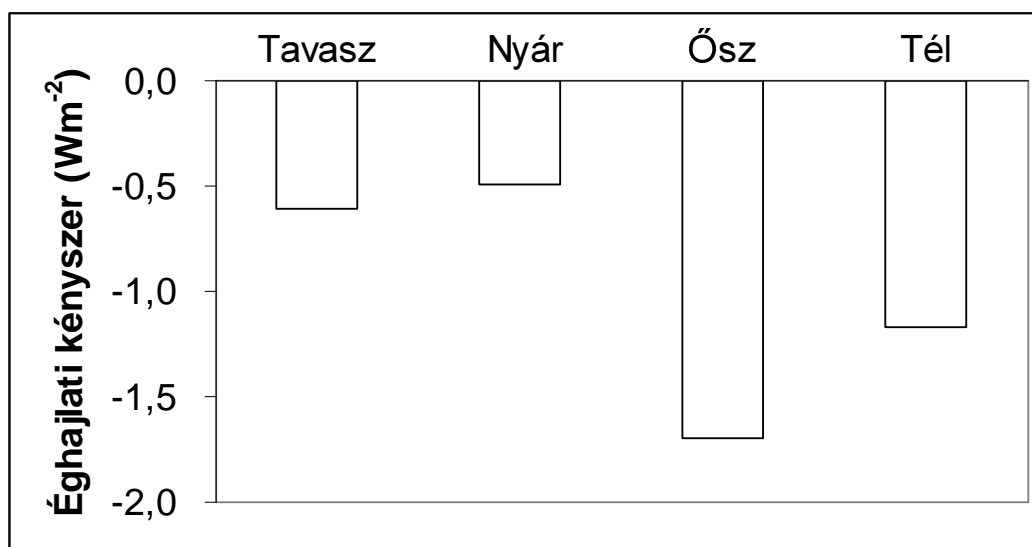 Tavasz Nyár Ősz Tél
0,0
-0,5
-1,0
-1,5
-2,0
Éghajlati kényszer (Wm⁻²)